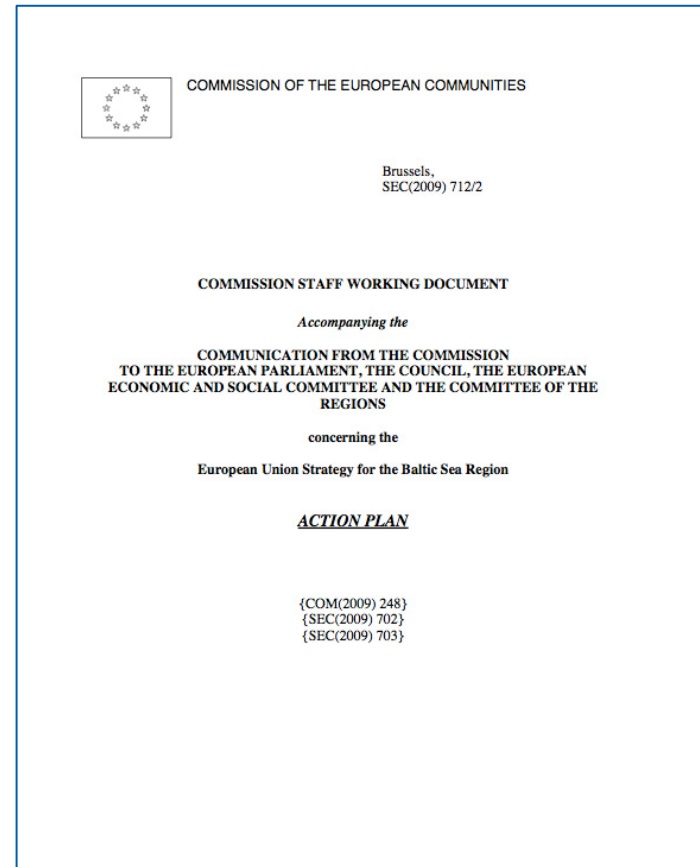 COMMISSION OF THE EUROPEAN COMMUNITIES
Brussels,
SEC(2009) 712/2
COMMISSION STAFF WORKING DOCUMENT
Accompanying the
COMMUNICATION FROM THE COMMISSION
TO THE EUROPEAN PARLIAMENT, THE COUNCIL, THE EUROPEAN
ECONOMIC AND SOCIAL COMMITTEE AND THE COMMITTEE OF THE
REGIONS
concerning the
European Union Strategy for the Baltic Sea Region
ACTION PLAN
{COM(2009) 248}
{SEC(2009) 702}
{SEC(2009) 703}